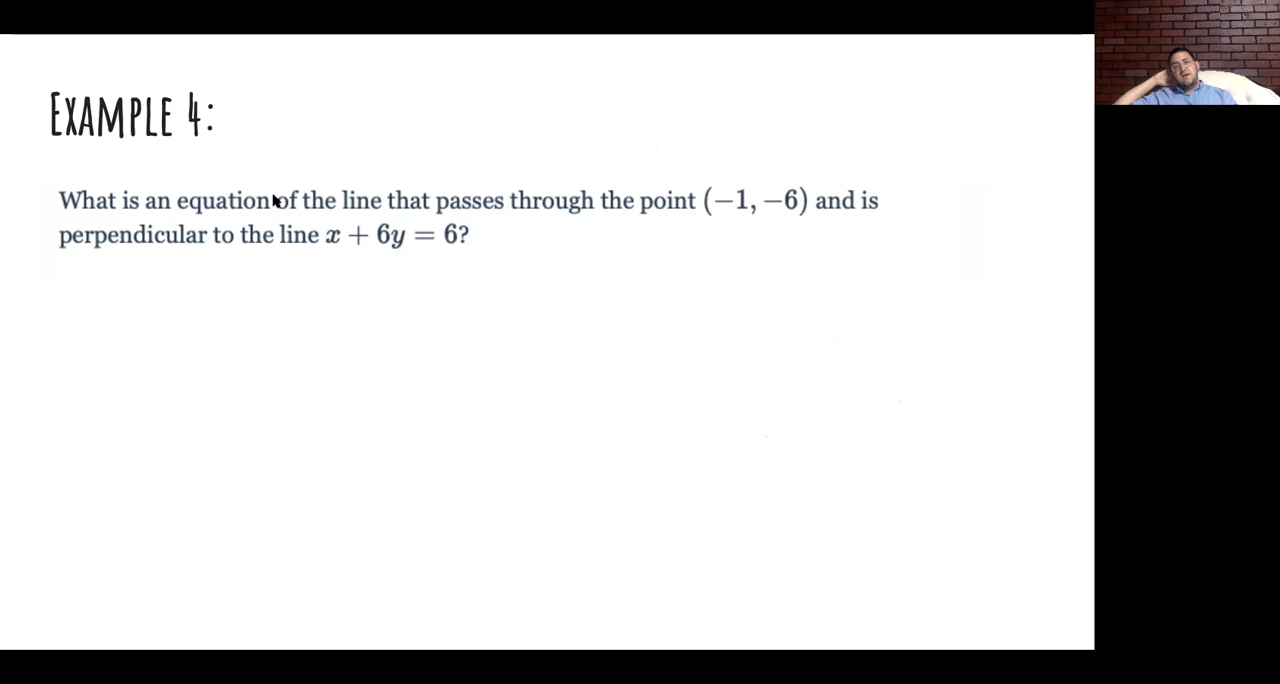 EXAMPLE 4:
What is an equation of the line that passes through the point (−1, −6) and is
perpendicular to the line x + 6y = 6?